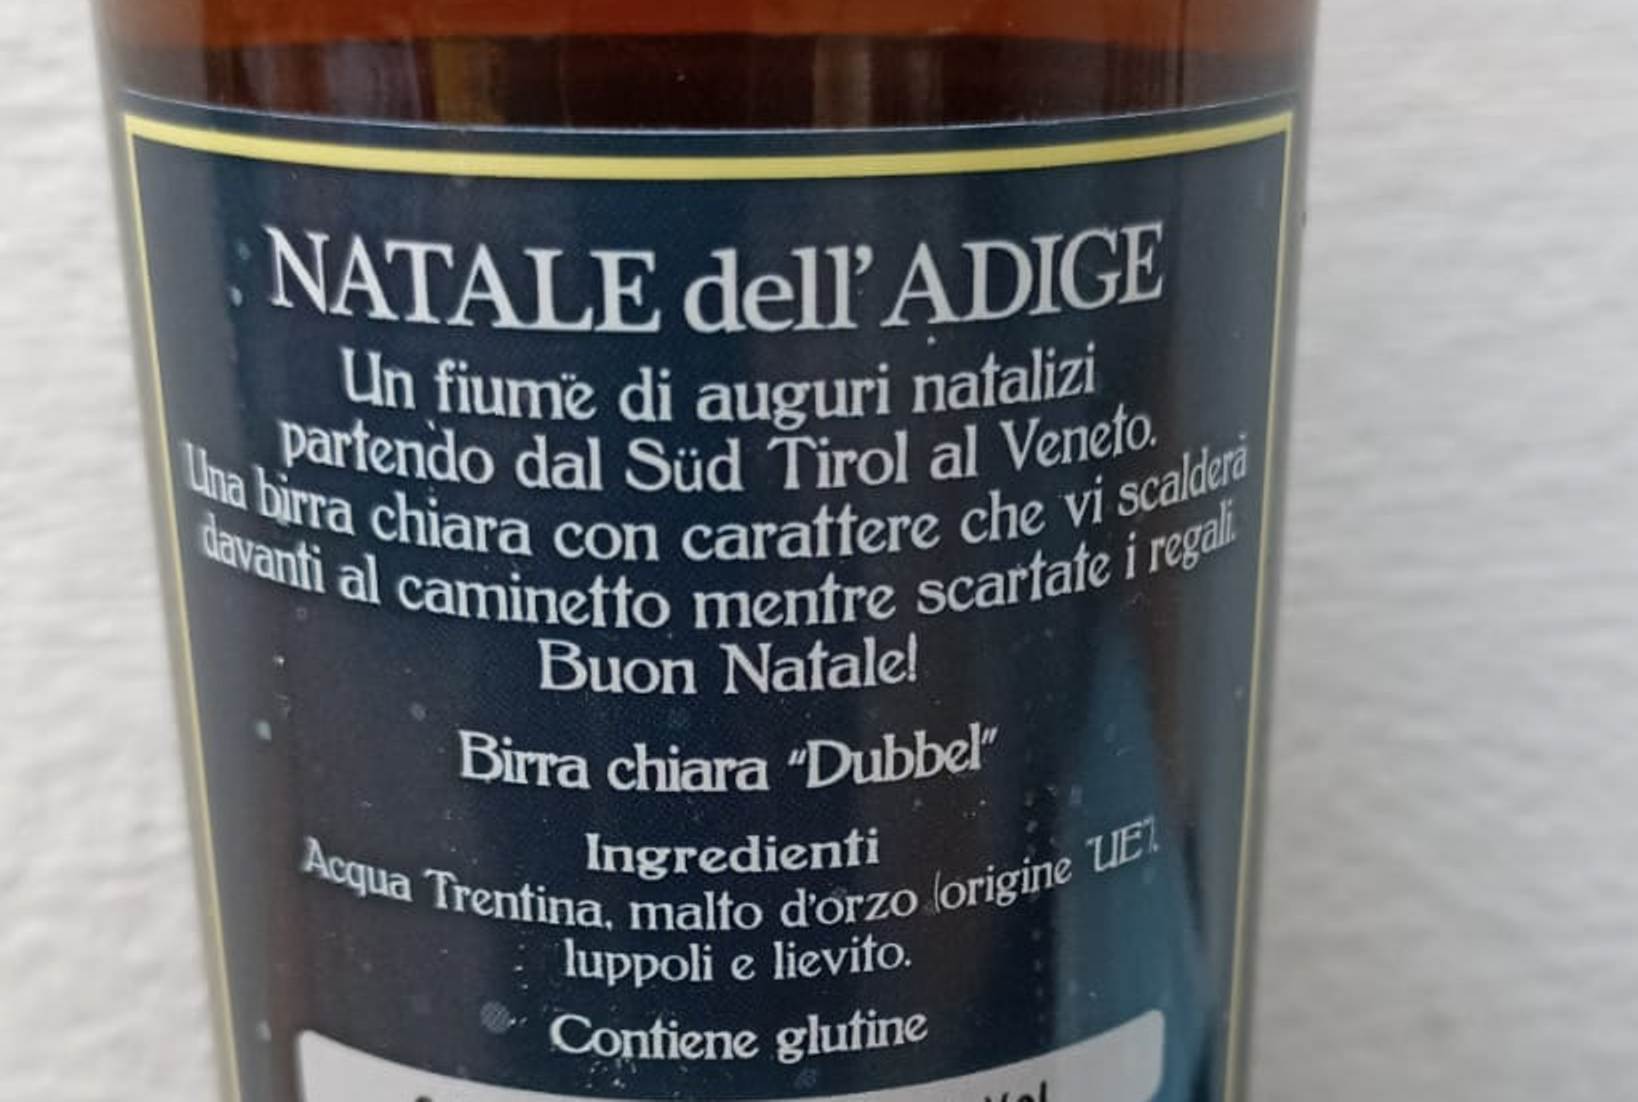 NATALE dell' ADIGE
Un fiume di auguri natalizi
partendo dal Süd Tirol al Veneto.
Una birra chiara con carattere che vi scalderà
davanti al caminetto mentre scartate i regali.
Buon Natale!
Birra chiara "Dubbel"
Ingredienti
Acqua Trentina, malto d'orzo (origine "UE"),
luppoli e lievito.
Contiene glutine